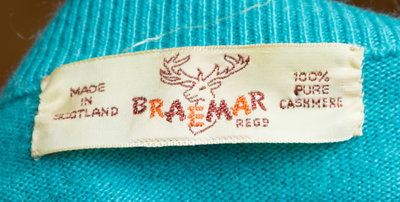 MADE
IN
SCOTLAND
BRAEMAR
REGD
100%
PURE
CASHMERE